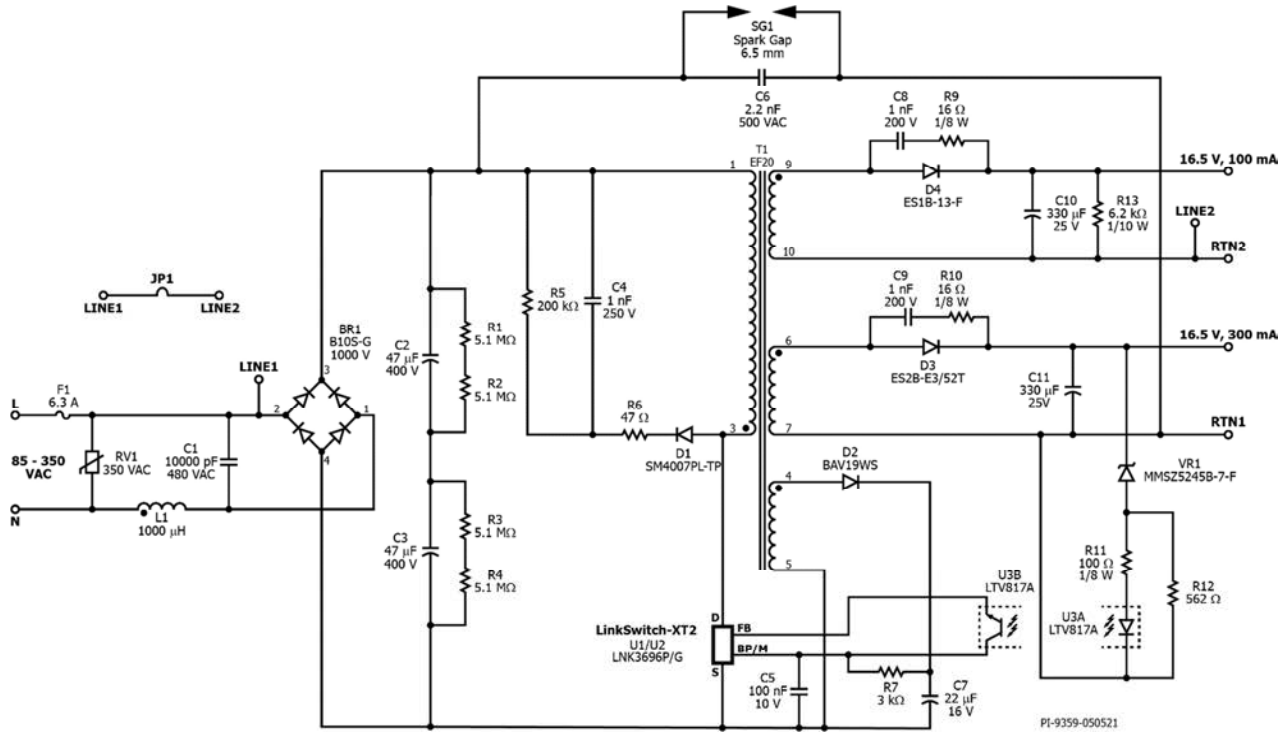 SG1
Spark Gap
6.5 mm
C6
2.2 nF
500 VAC
C8
1 nF
200 V
R9
16 Ω
1/8 W
T1
EF20
1
9
16.5 V, 100 mA
D4
ES1B-13-F
C10
330 µF
25 V
R13
6.2 kΩ
1/10 W
LINE2
10
RTN2
JP1
LINE1
LINE2
R5
200 kΩ
C4
1 nF
250 V
C9
1 nF
200 V
R10
16 Ω
1/8 W
BR1
B10S-G
1000 V
C2
47 µF
400 V
R1
5.1 MΩ
R2
5.1 MΩ
6
16.5 V, 300 mA
D3
ES2B-E3/52T
C11
330 µF
25V
LINE1
3
L
F1
6.3 A
2
1
R6
47 Ω
3
7
RTN1
D1
SM4007PL-TP
85 - 350
VAC
RV1
350 VAC
C1
10000 pF
480 VAC
4
D2
BAV19WS
4
VR1
MMSZ5245B-7-F
N
L1
1000 µH
C3
47 µF
400 V
R3
5.1 MΩ
R4
5.1 MΩ
5
R11
100 Ω
1/8 W
R12
562 Ω
U3B
LTV817A
U3A
LTV817A
LinkSwitch-XT2
U1/U2
LNK3696P/G
D
FB
BP/M
S
C5
100 nF
10 V
R7
3 kΩ
C7
22 µF
16 V
PI-9359-050521